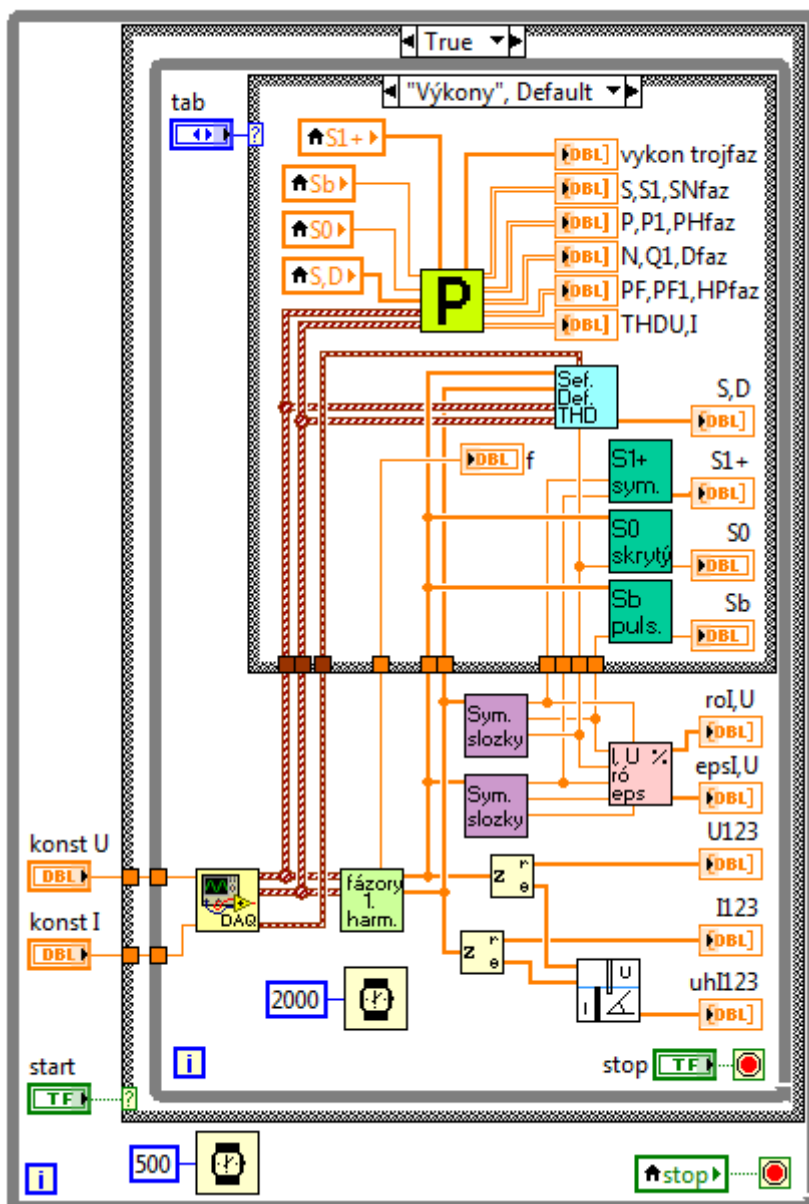 True
"Výkony", Default
tab
?
S1+
Sb
S0
S,D
P
DBL
vykon trojfaz
DBL
S,S1,SNfaz
DBL
P,P1,PHfaz
DBL
N,Q1,Dfaz
DBL
PF,PF1,HPfaz
DBL
THDU,I
Sef.
Def.
THD
S,D
DBL
DBL
f
S1+
sym.
S1+
DBL
S0
skrytý
S0
DBL
Sb
puls.
Sb
DBL
Sym.
slozky
roI,U
DBL
I, U %
ró
eps
epsI,U
DBL
Sym.
slozky
konst U
DBL
DAQ
fázory
1.
harm.
z
r
θ
U123
DBL
konst I
DBL
z
r
θ
I123
DBL
U
I
uhI123
DBL
2000
i
stop
TF
start
TF
?
500
i
stop